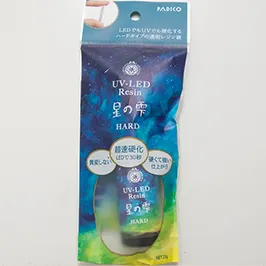 PADICO
LEDでもUVでも硬化する
ハードタイプの透明レジン液
UV-LED
Resin
星の雫
HARD
黄変しない
超速硬化
LEDで30秒
硬くて強い
仕上がり
UV-LED
Resin
星の雫
HARD